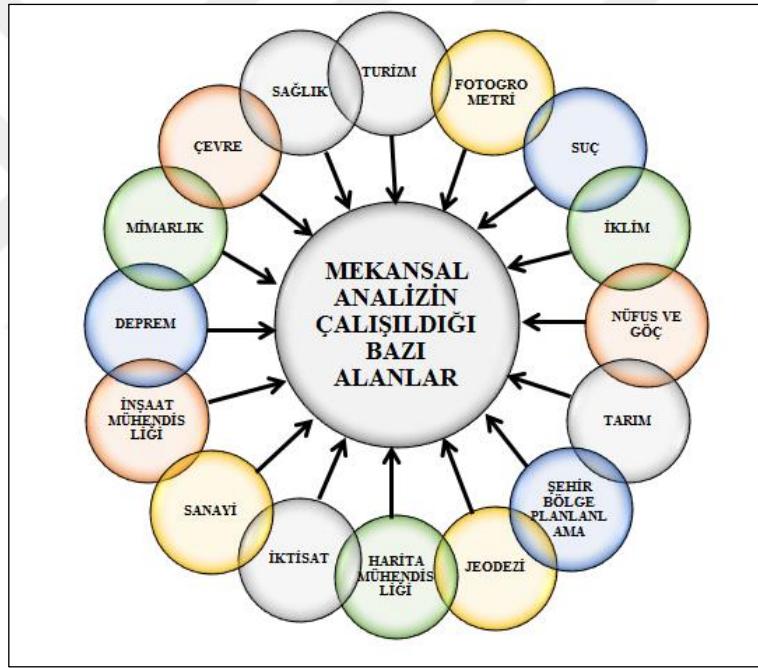 TURİZM
FOTOGRO
METRİ
SUÇ
İKLİM
NÜFUS VE
GÖÇ
TARIM
ŞEHİR
BÖLGE
PLANLANL
AMA
JEODEZİ
HARİTA
MÜHENDİS
LİĞİ
İKTİSAT
SANAYİ
İNŞAAT
MÜHENDİS
LİĞİ
DEPREM
MİMARLIK
ÇEVRE
SAĞLIK
MEKANSAL
ANALİZİN
ÇALIŞILDIĞI
BAZI
ALANLAR